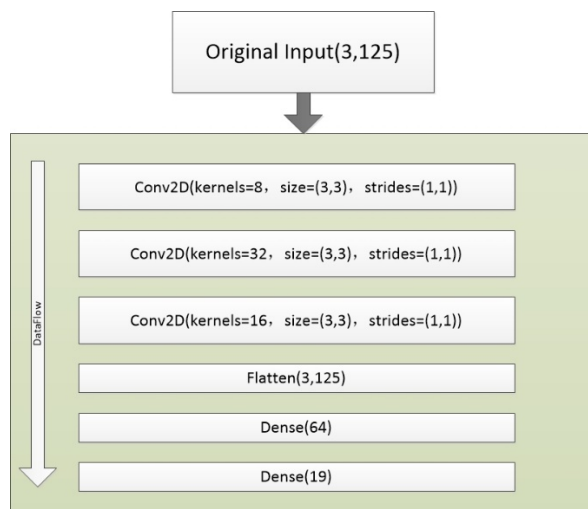 Original Input(3,125)
DataFlow
Conv2D(kernels=8，size=(3,3)，strides=(1,1))
Conv2D(kernels=32，size=(3,3)，strides=(1,1))
Conv2D(kernels=16，size=(3,3)，strides=(1,1))
Flatten(3,125)
Dense(64)
Dense(19)